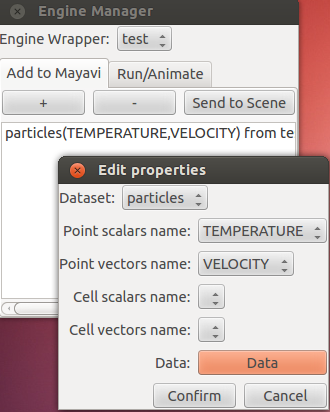 Engine Manager
Engine Wrapper: test
Add to Mayavi Run/Animate
+ - Send to Scene
particles(TEMPERATURE,VELOCITY) from te
Edit properties
Dataset: particles
Point scalars name: TEMPERATURE
Point vectors name: VELOCITY
Cell scalars name:
Cell vectors name:
Data: Data
Confirm Cancel